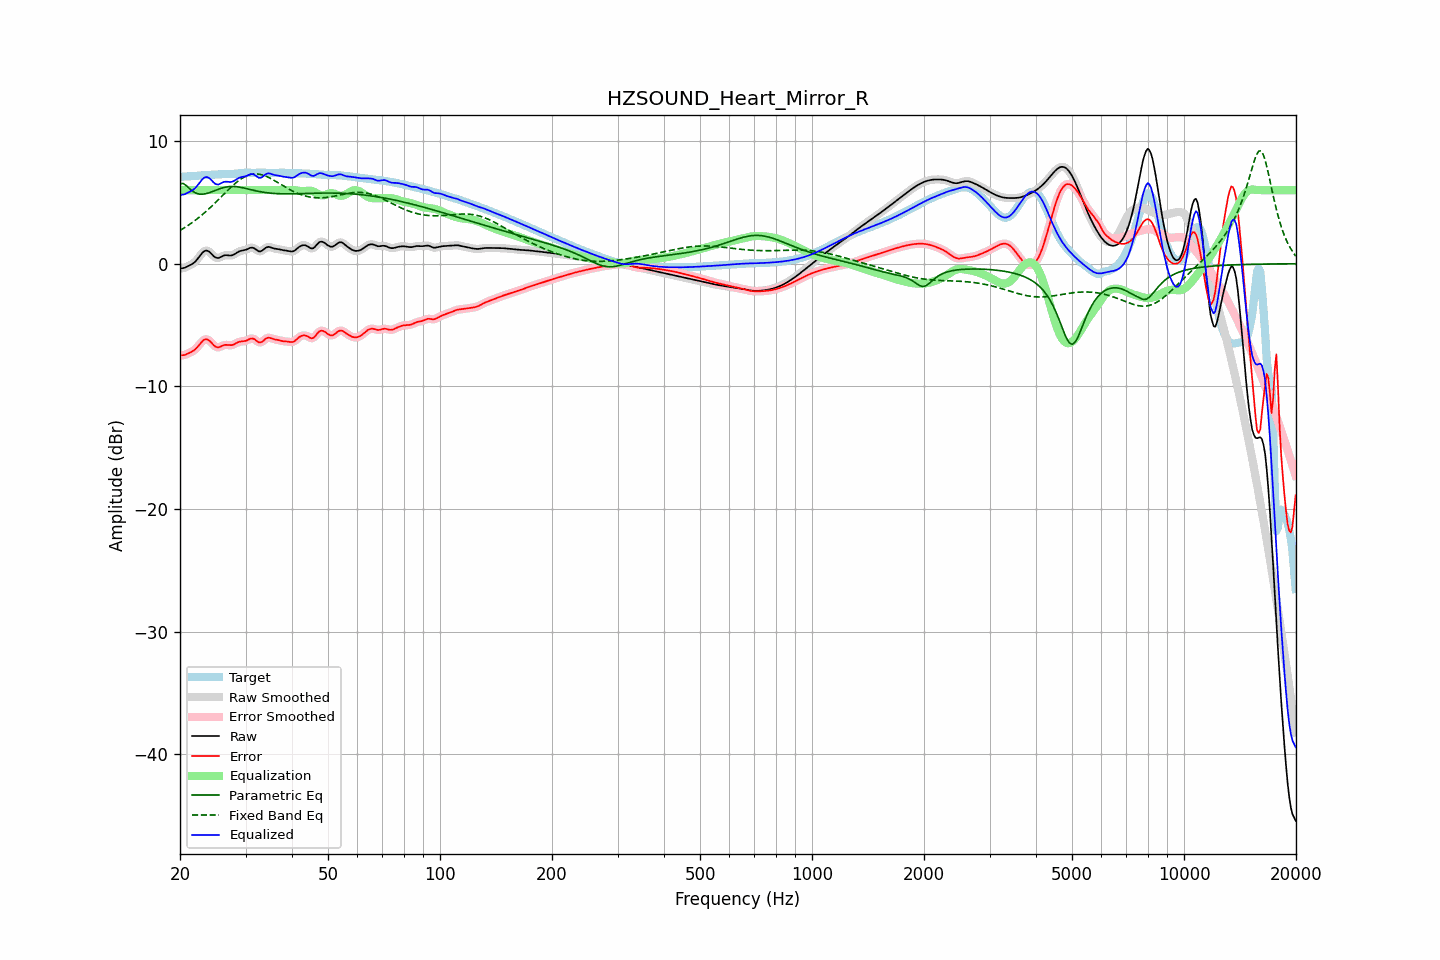 HZSOUND_Heart_Mirror_R
10
0
−10
−20
−30
−40
Amplitude (dBr)
20
50
100
200
500
1000
2000
5000
10000
20000
Frequency (Hz)
Target
Raw Smoothed
Error Smoothed
Raw
Error
Equalization
Parametric Eq
Fixed Band Eq
Equalized